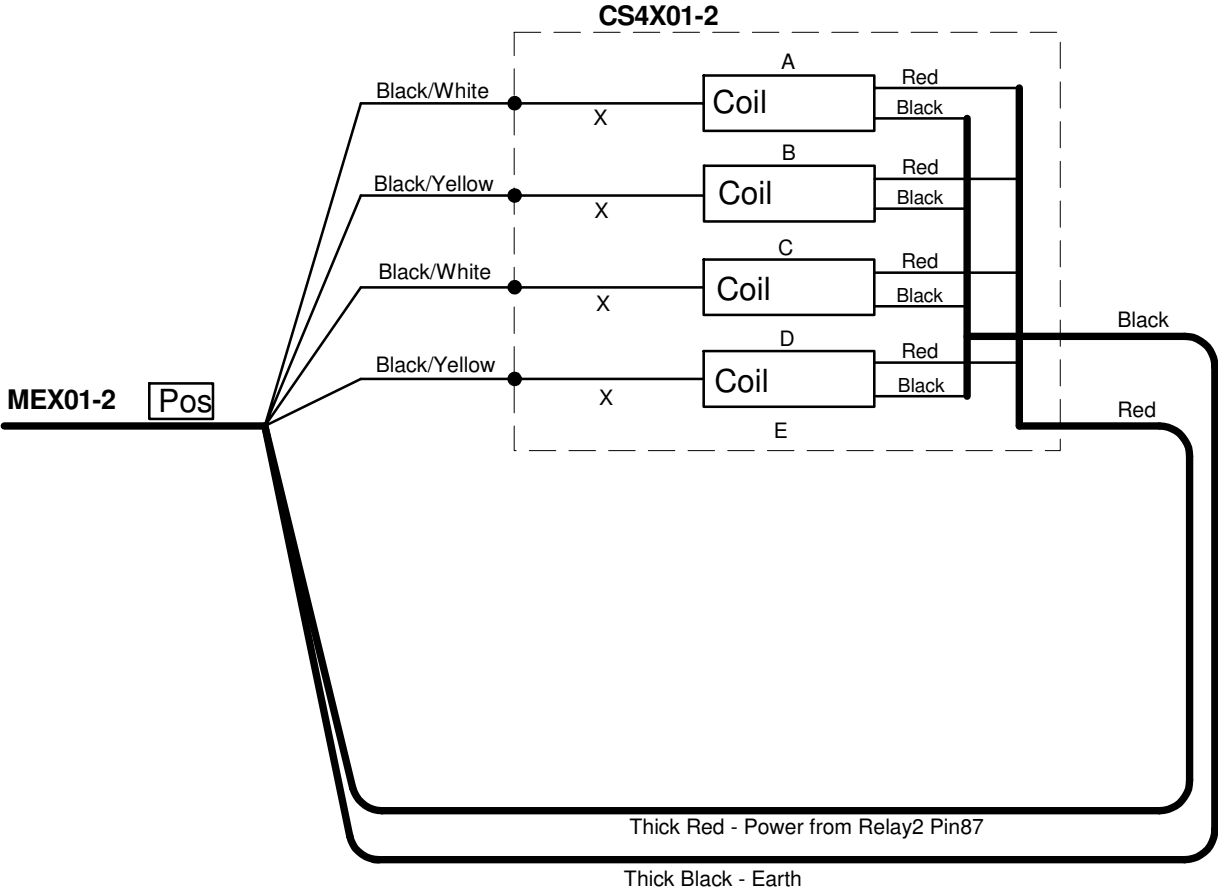 CS4X01-2
A
Black/White
Coil
Red
Black
X
B
Black/Yellow
Coil
Red
Black
X
C
Black/White
Coil
Red
Black
X
D
Black/Yellow
Coil
Red
Black
X
E
Black
Red
MEX01-2 Pos
Thick Red - Power from Relay2 Pin87
Thick Black - Earth